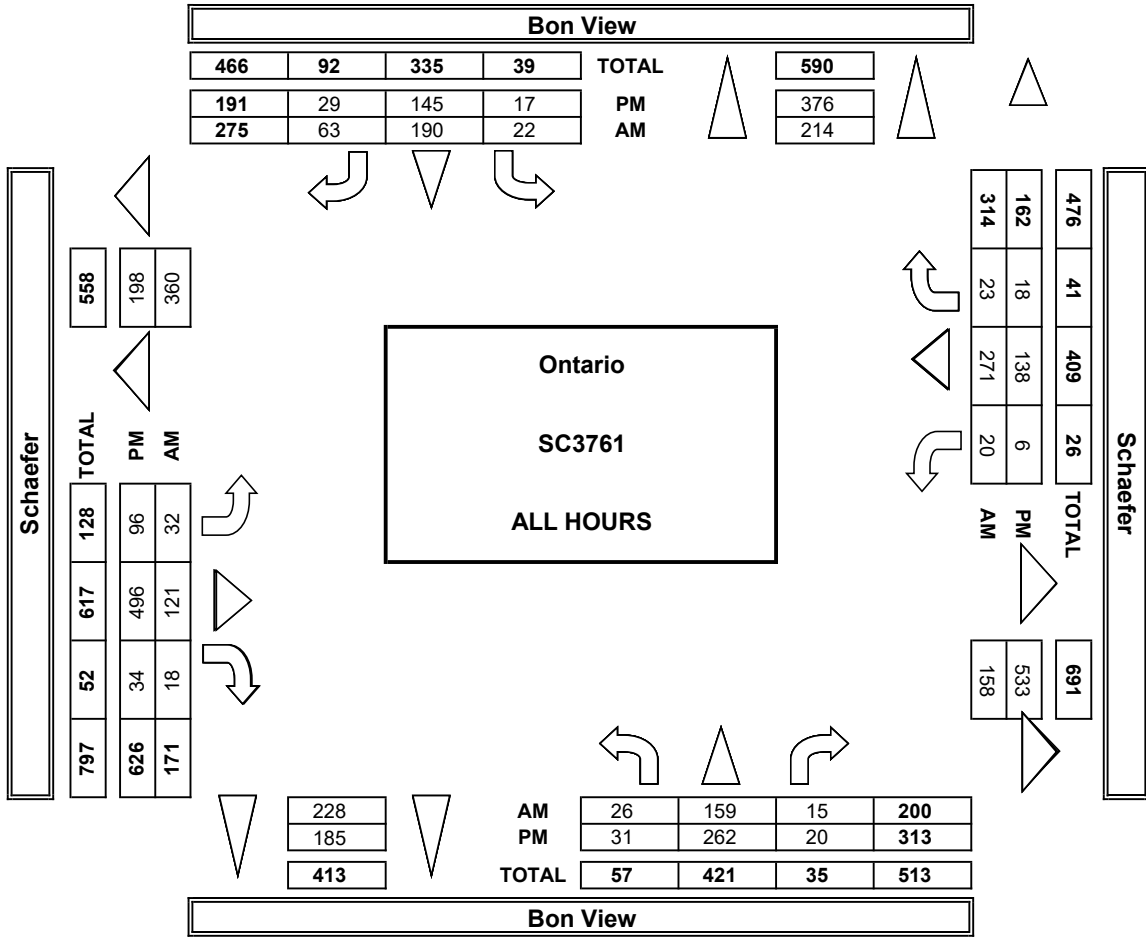 Bon View
466 92 335 39 TOTAL 590
191 29 145 17 PM 376
275 63 190 22 AM 214
Schaefer
558
198
360
TOTAL
PM
AM
128 617 52 797
96 496 34 626
32 121 18 171
Ontario
SC3761
ALL HOURS
476 41 409 26 TOTAL 691
162 18 138 6 PM 533
314 23 271 20 AM 158
Schaefer
228 AM 26 159 15 200
185 PM 31 262 20 313
413 TOTAL 57 421 35 513
Bon View